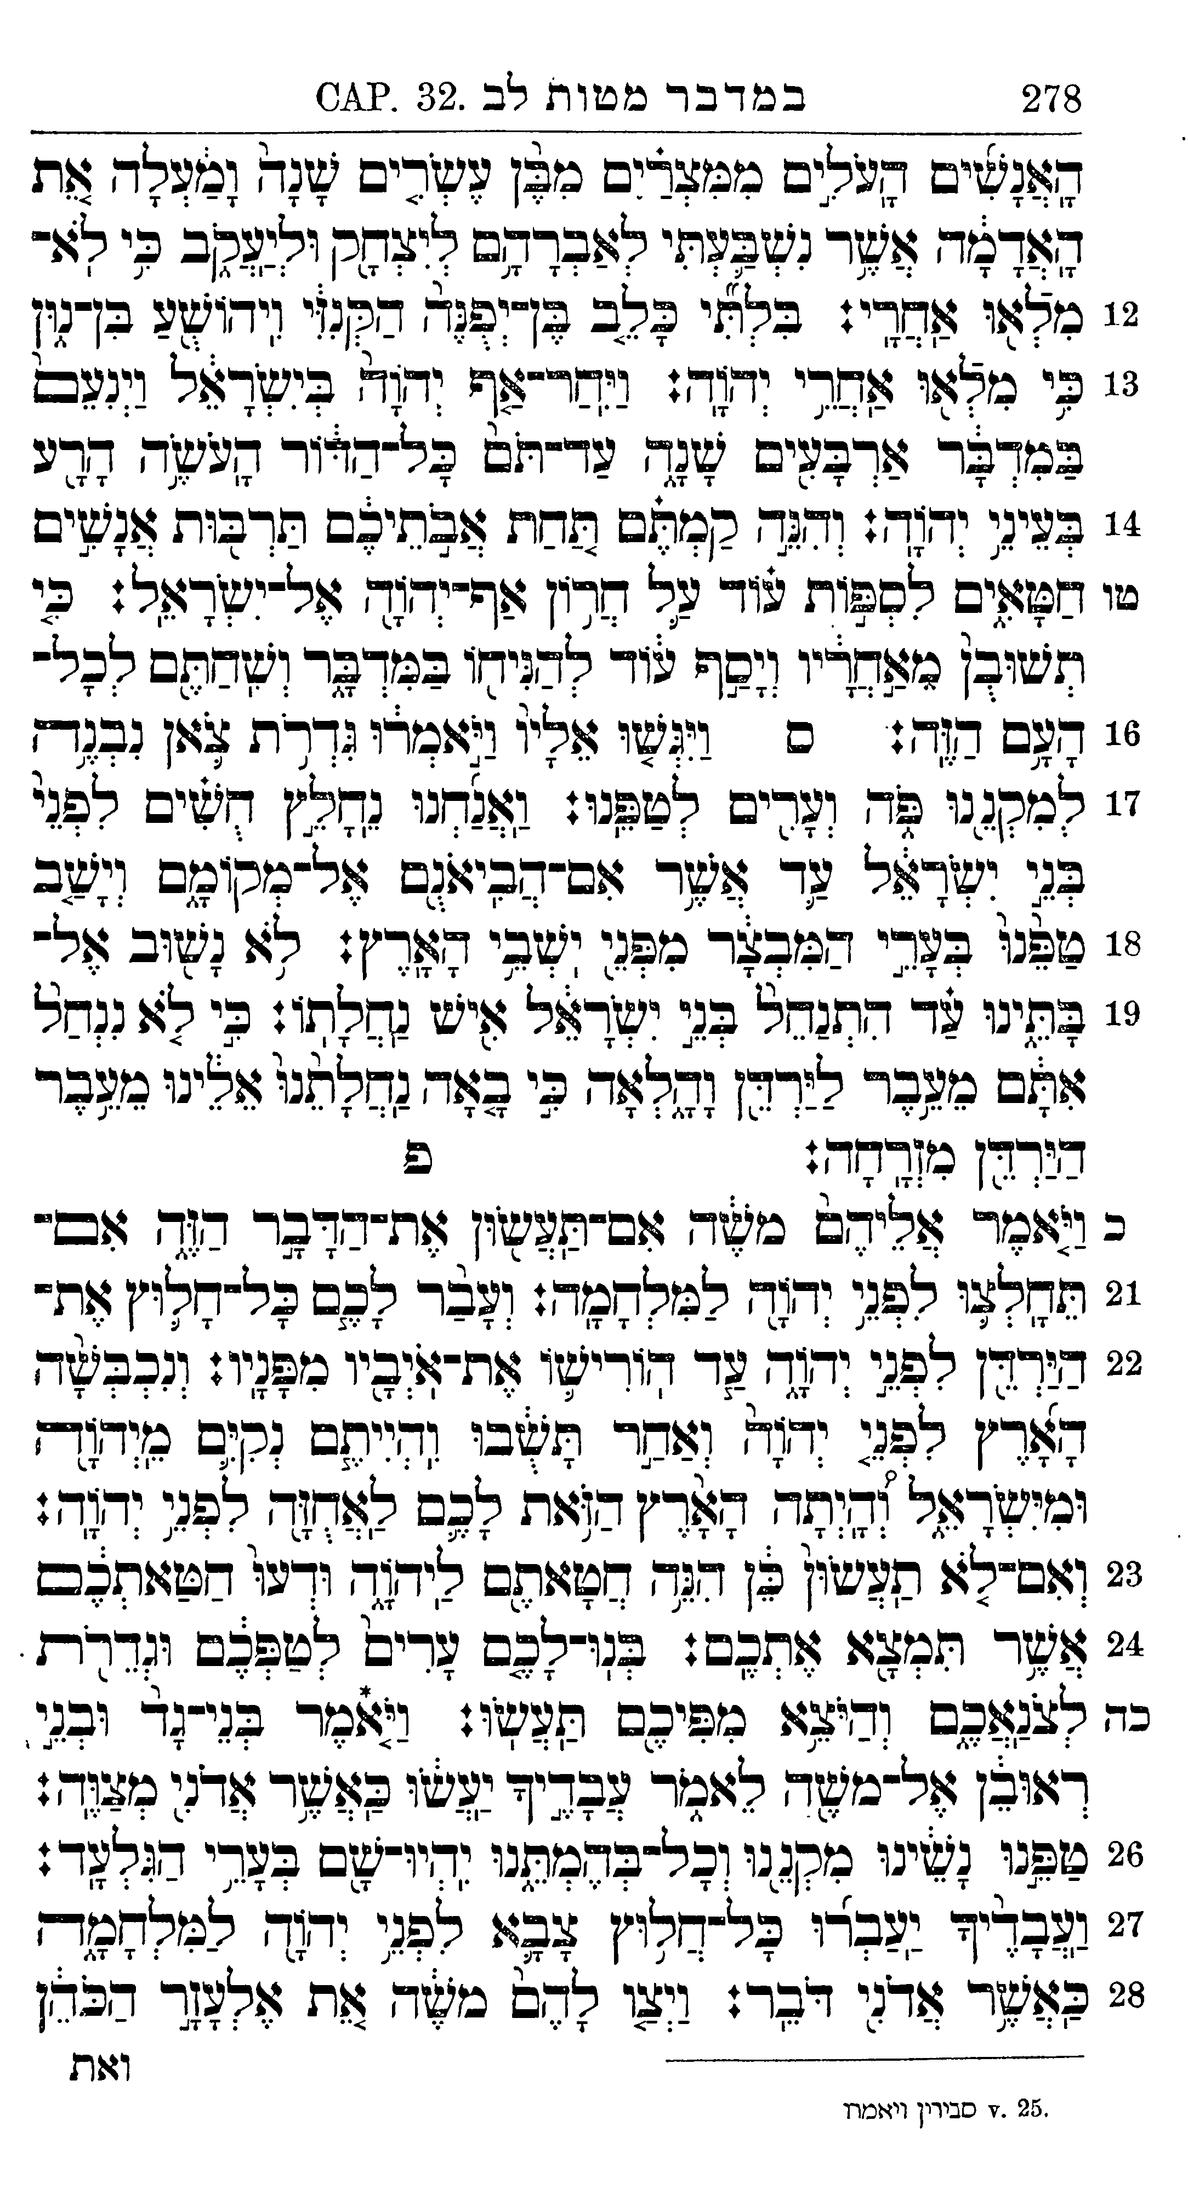 278 במדבר מטות לב CAP. 32.
הָאֲנָשִׁ֨ים הָעֹלִ֣ים מִמִּצְרַ֗יִם מִבֶּ֨ן עֶשְׂרִ֤ים שָׁנָה֙ וָמַ֔עְלָה אֵ֚ת
הָאֲדָמָ֔ה אֲשֶׁ֥ר נִשְׁבַּ֛עְתִּי לְאַבְרָהָ֥ם לְיִצְחָ֖ק וּֽלְיַעֲקֹ֑ב כִּ֥י לֹֽא־
12 מִלְא֖וּ אַחֲרָֽי׃ בִּלְתִּ֞י כָּלֵ֤ב בֶּן־יְפֻנֶּה֙ הַקְּנִזִּ֔י וִיהוֹשֻׁ֖עַ בִּן־נ֑וּן
13 כִּ֥י מִלְא֖וּ אַחֲרֵ֥י יְהוָֹֽה׃ וַיִּֽחַר־אַ֤ף יְהוָֹה֙ בְּיִשְׂרָאֵ֔ל וַיְנִעֵם֙
בַּמִּדְבָּ֔ר אַרְבָּעִ֖ים שָׁנָ֑ה עַד־תֹּם֙ כָּל־הַדּ֔וֹר הָעֹשֶׂ֥ה הָרַ֖ע
14 בְּעֵינֵ֥י יְהוָֹֽה׃ וְהִנֵּ֣ה קַמְתֶּ֗ם תַּ֚חַת אֲבֹ֣תֵיכֶ֔ם תַּרְבּ֖וּת אֲנָשִׁ֣ים
טו חַטָּאִ֑ים לִסְפּ֣וֹת ע֗וֹד עַ֛ל חֲר֥וֹן אַף־יְהוָֹ֖ה אֶל־יִשְׂרָאֵֽל׃ כִּ֤י
תְשׁוּבֻן֙ מֵֽאַחֲרָ֔יו וְיָסַ֣ף ע֔וֹד לְהַנִּיח֖וֹ בַּמִּדְבָּ֑ר וְשִֽׁחַתֶּ֖ם לְכָל־
16 הָעָ֥ם הַזֶּֽה׃ ס וַיִּגְּשׁ֤וּ אֵלָיו֙ וַיֹּ֣אמְר֔וּ גִּדְרֹ֥ת צֹ֛אן נִבְנֶ֥ה
17 לְמִקְנֵ֖נוּ פֹּ֑ה וְעָרִ֖ים לְטַפֵּֽנוּ׃ וַאֲנַ֜חְנוּ נֵחָלֵ֣ץ חֻשִׁ֗ים לִפְנֵי֙
בְּנֵ֣י יִשְׂרָאֵ֔ל עַ֛ד אֲשֶׁ֥ר אִם־הֲבִֽיאֹנֻ֖ם אֶל־מְקוֹמָ֑ם וְיָשַׁ֤ב
18 טַפֵּ֙נוּ֙ בְּעָרֵ֣י הַמִּבְצָ֔ר מִפְּנֵ֖י יֹשְׁבֵ֥י הָאָֽרֶץ׃ לֹ֥א נָשׁ֖וּב אֶל־
19 בָּתֵּ֑ינוּ עַ֗ד הִתְנַחֵל֙ בְּנֵ֣י יִשְׂרָאֵ֔ל אִ֖ישׁ נַחֲלָתֽוֹ׃ כִּ֣י לֹ֤א נִנְחַל֙
אִתָּ֔ם מֵעֵ֥בֶר לַיַּרְדֵּ֖ן וָהָ֑לְאָה כִּ֣י בָ֤אָה נַחֲלָתֵ֙נוּ֙ אֵלֵ֔ינוּ מֵעֵ֥בֶר
הַיַּרְדֵּ֖ן מִזְרָֽחָה׃ פ
כ וַיֹּ֤אמֶר אֲלֵיהֶם֙ מֹשֶׁ֔ה אִֽם־תַּעֲשׂ֖וּן אֶת־הַדָּבָ֣ר הַזֶּ֑ה אִם־
21 תֵּחָ֥לְצ֛וּ לִפְנֵ֥י יְהוָֹ֖ה לַמִּלְחָמָֽה׃ וְעָבַ֨ר לָכֶ֧ם כָּל־חָל֛וּץ אֶת־
22 הַיַּרְדֵּ֖ן לִפְנֵ֣י יְהוָֹ֑ה עַ֧ד הוֹרִישׁ֛וֹ אֶת־אֹיְבָ֖יו מִפָּנָֽיו׃ וְנִכְבְּשָׁ֨ה
הָאָ֜רֶץ לִפְנֵ֤י יְהוָֹה֙ וְאַחַ֣ר תָּשֻׁ֔בוּ וִהְיִיתֶ֧ם נְקִיִּ֛ם מֵיְהוָֹ֖ה
וּמִיִּשְׂרָאֵ֑ל וְ֠הָיְתָה הָאָ֨רֶץ הַזֹּ֥את לָכֶ֛ם לַאֲחֻזָּ֖ה לִפְנֵ֥י יְהוָֹֽה׃
23 וְאִם־לֹ֤א תַעֲשׂוּן֙ כֵּ֔ן הִנֵּ֥ה חֲטָאתֶ֖ם לַיהוָֹ֑ה וּדְעוּ֙ חַטַּאתְכֶ֔ם
24 אֲשֶׁ֥ר תִּמְצָ֖א אֶתְכֶֽם׃ בְּנֽוּ־לָכֶ֤ם עָרִים֙ לְטַפְּכֶ֔ם וּגְדֵרֹ֖ת
כה לְצֹנַאֲכֶ֑ם וְהַיֹּצֵ֥א מִפִּיכֶ֖ם תַּעֲשֽׂוּ׃ וַיֹּ֤אמֶר* בְּנֵי־גָד֙ וּבְנֵ֣י
רְאוּבֵ֔ן אֶל־מֹשֶׁ֖ה לֵאמֹ֑ר עֲבָדֶ֣יךָ יַעֲשׂ֔וּ כַּאֲשֶׁ֥ר אֲדֹנִ֖י מְצַוֶּֽה׃
26 טַפֵּ֣נוּ נָשֵׁ֔ינוּ מִקְנֵ֖נוּ וְכָל־בְּהֶמְתֵּ֑נוּ יִֽהְיוּ־שָׁ֖ם בְּעָרֵ֥י הַגִּלְעָֽד׃
27 וַעֲבָדֶ֨יךָ יַֽעַבְר֜וּ כָּל־חֲל֥וּץ צָבָ֛א לִפְנֵ֥י יְהוָֹ֖ה לַמִּלְחָמָ֑ה
28 כַּאֲשֶׁ֥ר אֲדֹנִ֖י דֹּבֵֽר׃ וַיְצַ֤ו לָהֶם֙ מֹשֶׁ֔ה אֵ֚ת אֶלְעָזָ֣ר הַכֹּהֵ֔ן
ואת
v. 25. סבירין ויאמרו